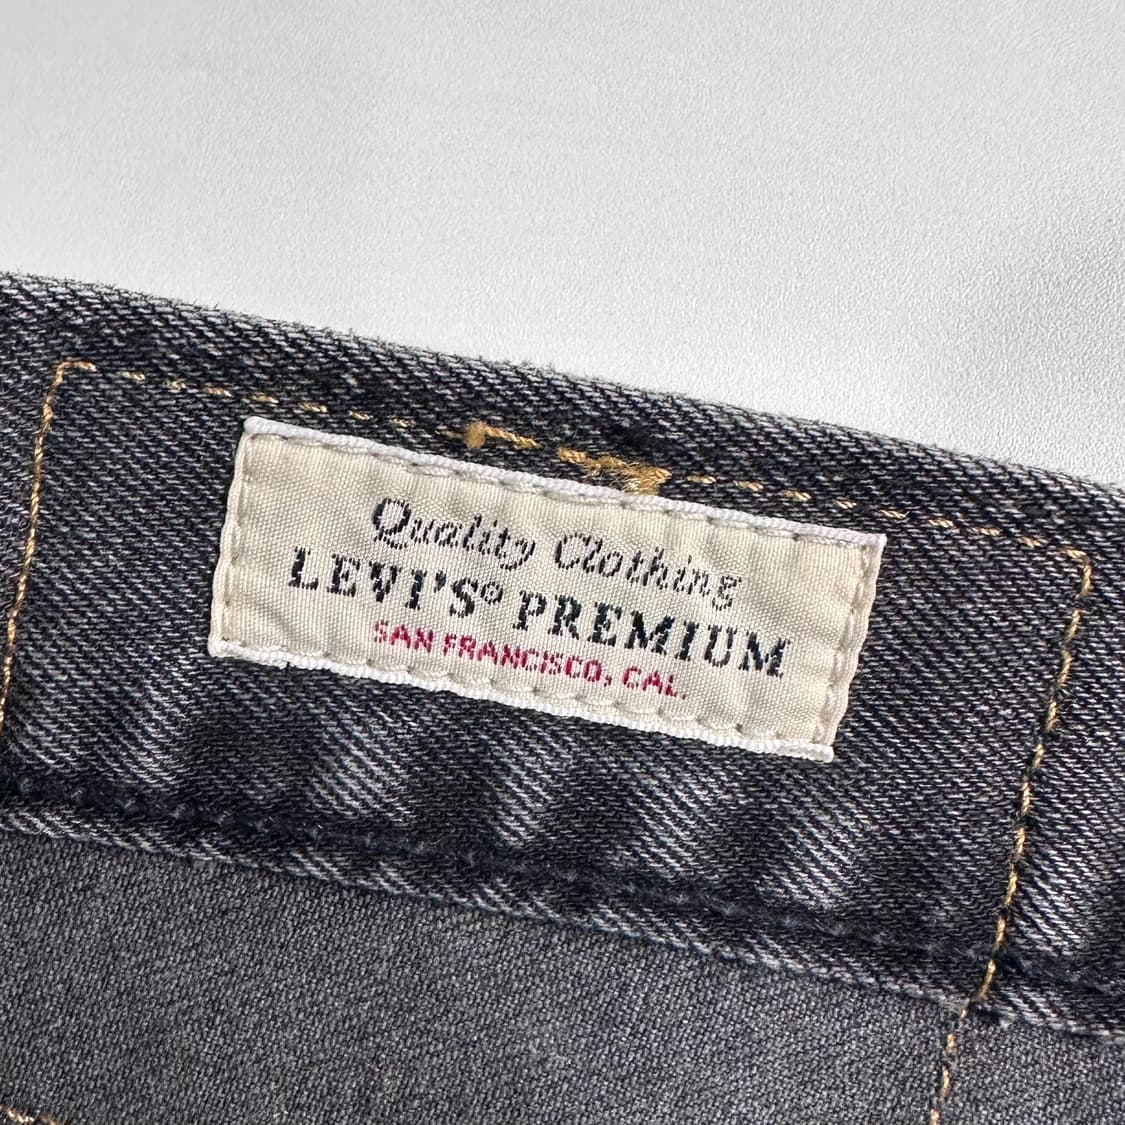 Quality Clothing
LEVI'S® PREMIUM
SAN FRANCISCO, CAL.